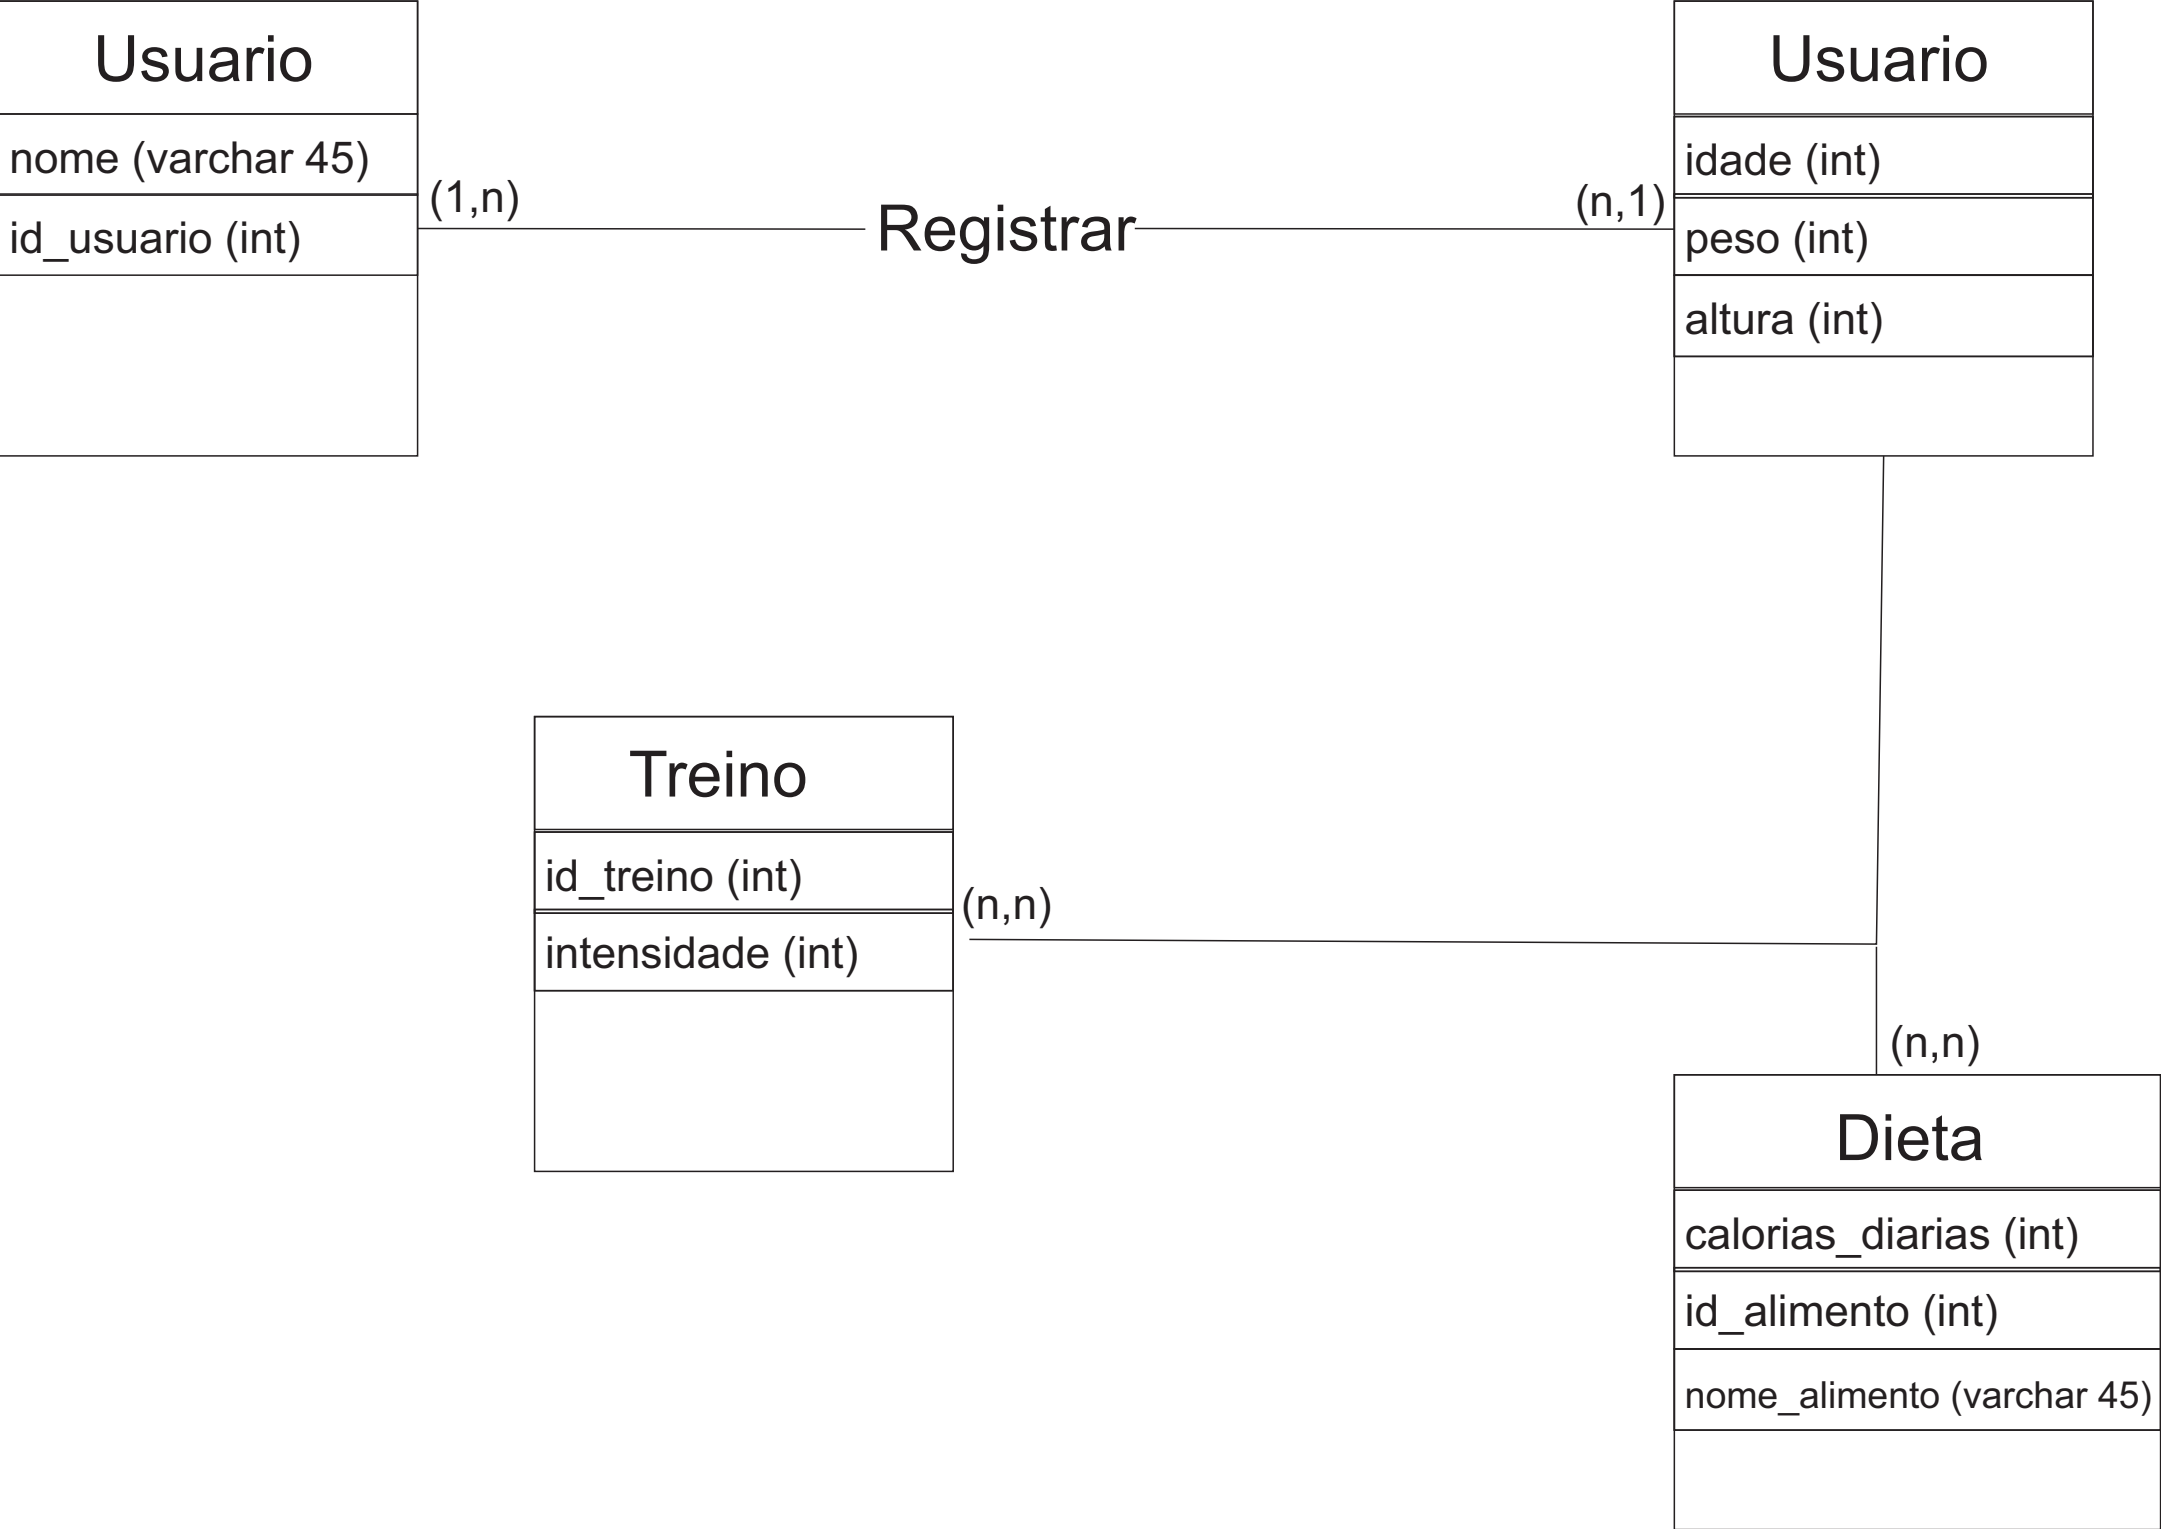 Usuario
nome (varchar 45)
id_usuario (int)
(1,n)
Registrar
(n,1)
Usuario
idade (int)
peso (int)
altura (int)
Treino
id_treino (int)
intensidade (int)
(n,n)
(n,n)
Dieta
calorias_diarias (int)
id_alimento (int)
nome_alimento (varchar 45)